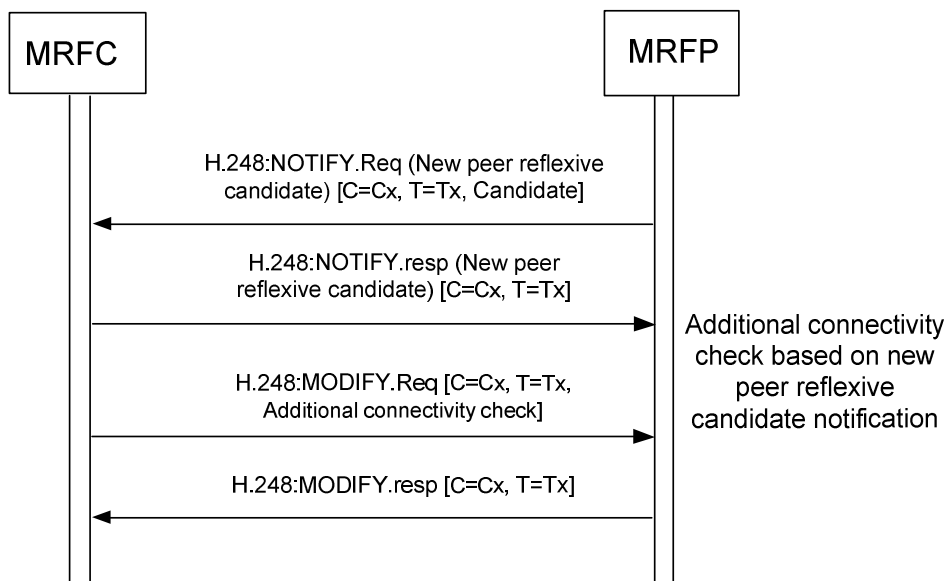 MRFC
MRFP
H.248:NOTIFY.Req (New peer reflexive
candidate) [C=Cx, T=Tx, Candidate]
H.248:NOTIFY.resp (New peer
reflexive candidate) [C=Cx, T=Tx]
Additional connectivity
check based on new
peer reflexive
candidate notification
H.248:MODIFY.Req [C=Cx, T=Tx,
Additional connectivity check]
H.248:MODIFY.resp [C=Cx, T=Tx]